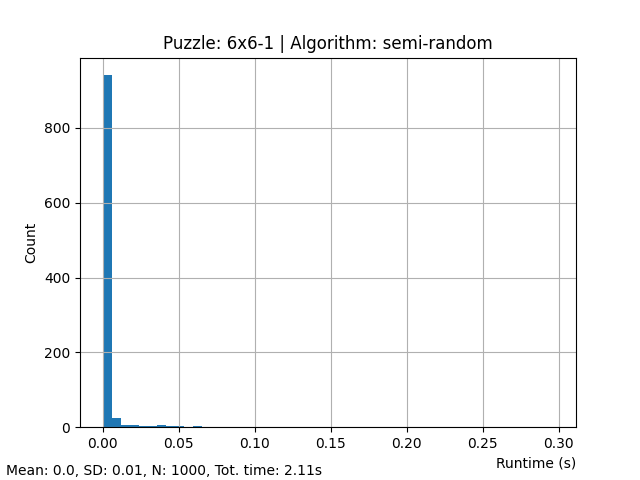 Puzzle: 6x6-1 | Algorithm: semi-random
800
600
400
200
0
Count
0.00 0.05 0.10 0.15 0.20 0.25 0.30
Runtime (s)
Mean: 0.0, SD: 0.01, N: 1000, Tot. time: 2.11s